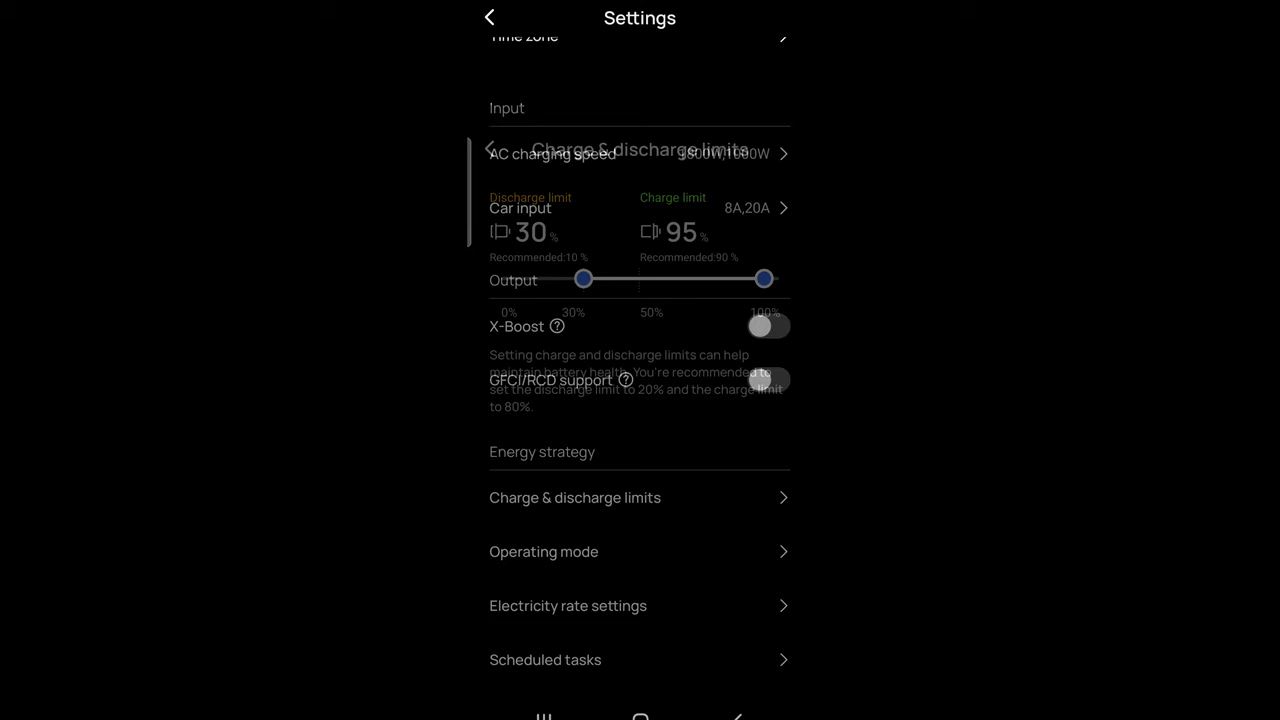 Settings
Time zone
Input
Charge & discharge limits
AC charging speed
Discharge limit
Charge limit
Car input 8A,20A
30 %
95 %
Recommended:10 %
Recommended:90 %
Output
0% 30% 50% 100%
X-Boost ?
Setting charge and discharge limits can help
maintain battery health. You're recommended to
GFCI/RCD support ?
set the discharge limit to 20% and the charge limit
to 80%.
Energy strategy
Charge & discharge limits
Operating mode
Electricity rate settings
Scheduled tasks